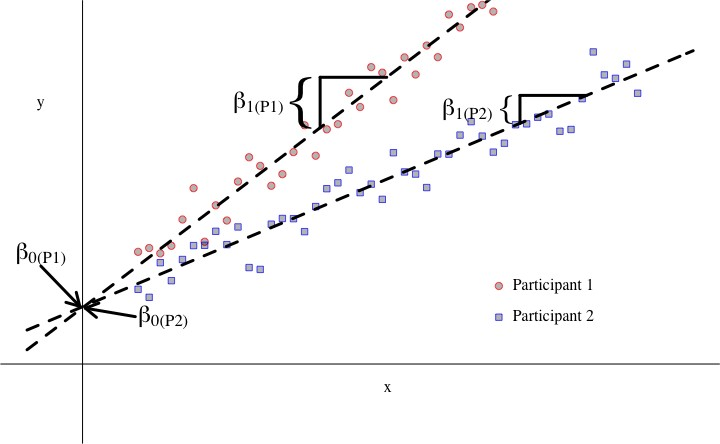 y
β1(P1)
β1(P2)
β0(P1)
β0(P2)
Participant 1
Participant 2
x